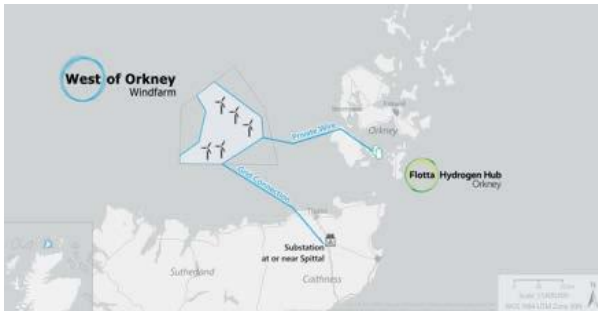 West of Orkney
Windfarm
Private Wire
Orkney
Flotta Hydrogen Hub
Orkney
Grid Connection
Substation
at or near Spittal
Sutherland
Caithness